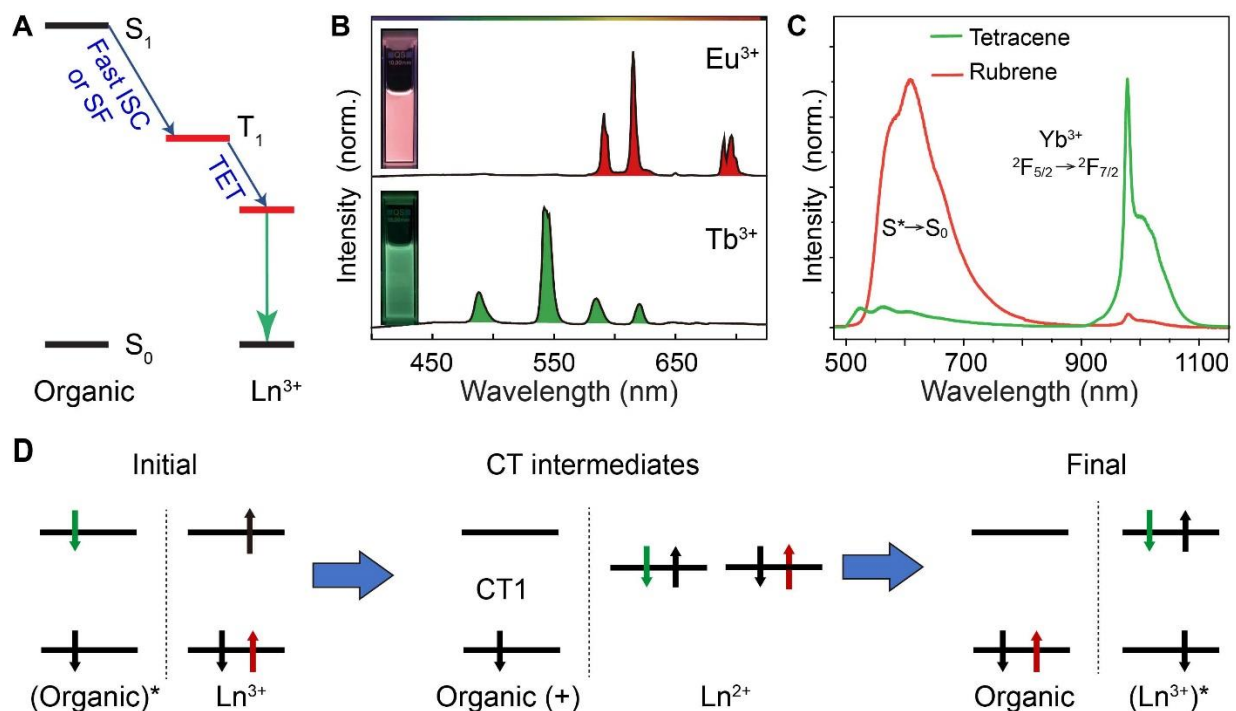 A
S1
Fast ISC
or SF
T1
TET
S0
Organic
Ln3+
B
Eu3+
Tb3+
Intensity (norm.)
450
550
650
Wavelength (nm)
C
Tetracene
Rubrene
Yb3+
2F5/2→2F7/2
S*→S0
500
700
900
1100
Wavelength (nm)
D
Initial
CT intermediates
Final
CT1
(Organic)*
Ln3+
Organic (+)
Ln2+
Organic
(Ln3+)*